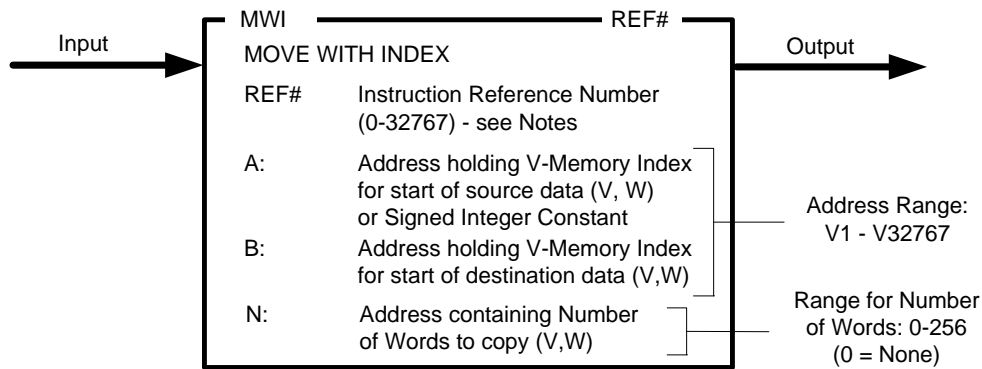 MWI REF#
Input
Output
MOVE WITH INDEX
REF# Instruction Reference Number
(0-32767) - see Notes
A: Address holding V-Memory Index
for start of source data (V, W)
or Signed Integer Constant
B: Address holding V-Memory Index
for start of destination data (V,W)
Address Range:
V1 - V32767
N: Address containing Number
of Words to copy (V,W)
Range for Number
of Words: 0-256
(0 = None)